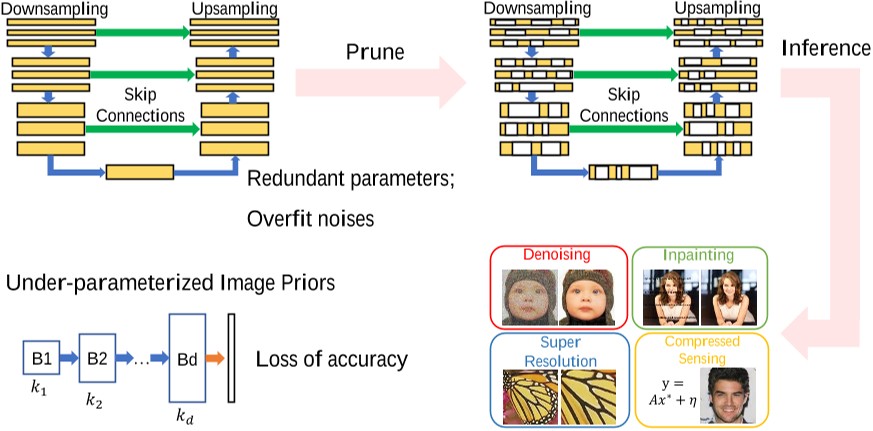 Downsampling
Upsampling
Skip
Connections
Redundant parameters;
Overfit noises
Prune
Downsampling
Upsampling
Skip
Connections
Inference
Under-parameterized Image Priors
B1
B2
...
Bd
k₁
k₂
k_d
Loss of accuracy
Denoising
Inpainting
Super
Resolution
Compressed
Sensing
y =
Ax* + η